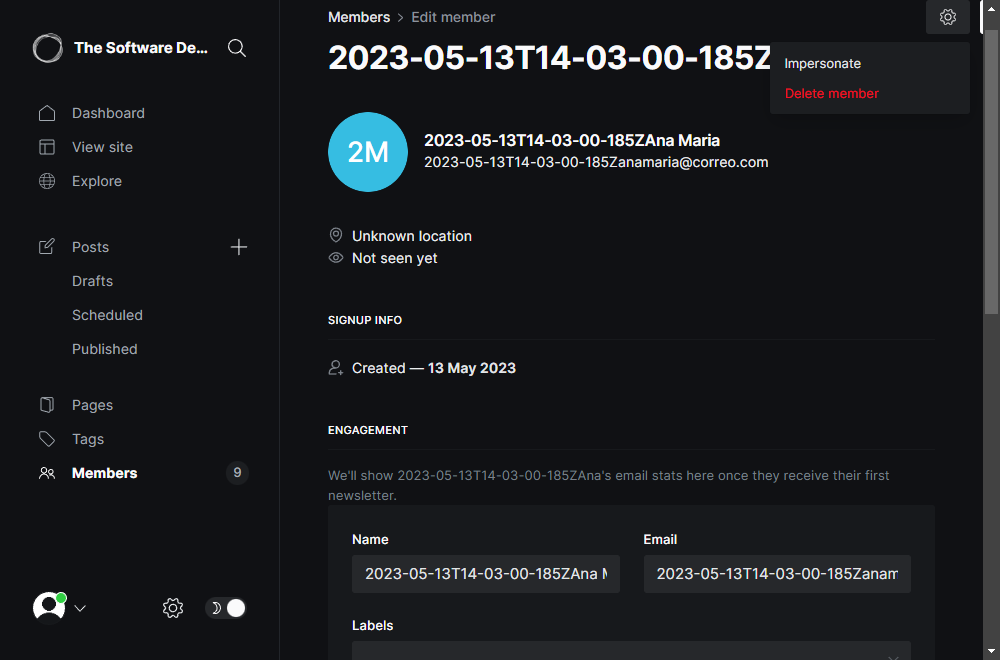 The Software De...
Dashboard
View site
Explore
Posts
Drafts
Scheduled
Published
Pages
Tags
Members
9
Members > Edit member
2023-05-13T14-03-00-185Z
Impersonate
Delete member
2M
2023-05-13T14-03-00-185ZAna Maria
2023-05-13T14-03-00-185Zanamaria@correo.com
Unknown location
Not seen yet
SIGNUP INFO
Created — 13 May 2023
ENGAGEMENT
We'll show 2023-05-13T14-03-00-185ZAna's email stats here once they receive their first
newsletter.
Name
Email
2023-05-13T14-03-00-185ZAna M
2023-05-13T14-03-00-185Zanam
Labels